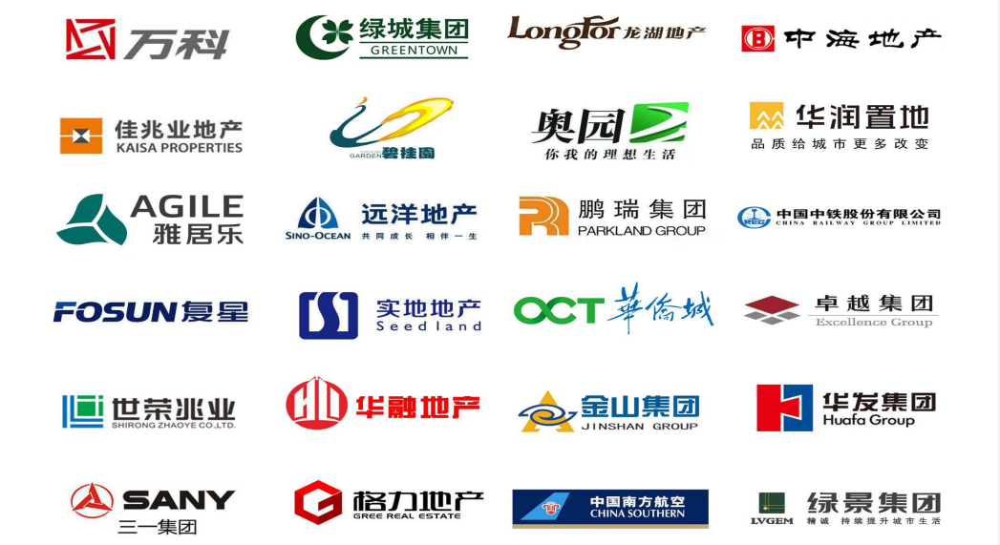 万科
绿城集团
GREENTOWN
LongFor 龙湖地产
中海地产
佳兆业地产
KAISA PROPERTIES
GARDEN 碧桂園
奥园
你我的理想生活
华润置地
品质给城市更多改变
AGILE
雅居乐
远洋地产
SINO-OCEAN 共同成长 相伴一生
鹏瑞集团
PARKLAND GROUP
中国中铁股份有限公司
CHINA RAILWAY GROUP LIMITED
FOSUN 复星
实地地产
Seedland
OCT 華僑城
卓越集团
Excellence Group
世荣兆业
SHIRONG ZHAOYE CO.,LTD.
华融地产
金山集团
JINSHAN GROUP
华发集团
Huafa Group
SANY
三一集团
格力地产
GREE REAL ESTATE
中国南方航空
CHINA SOUTHERN
绿景集团
LVGEM 精诚 持续提升城市生活